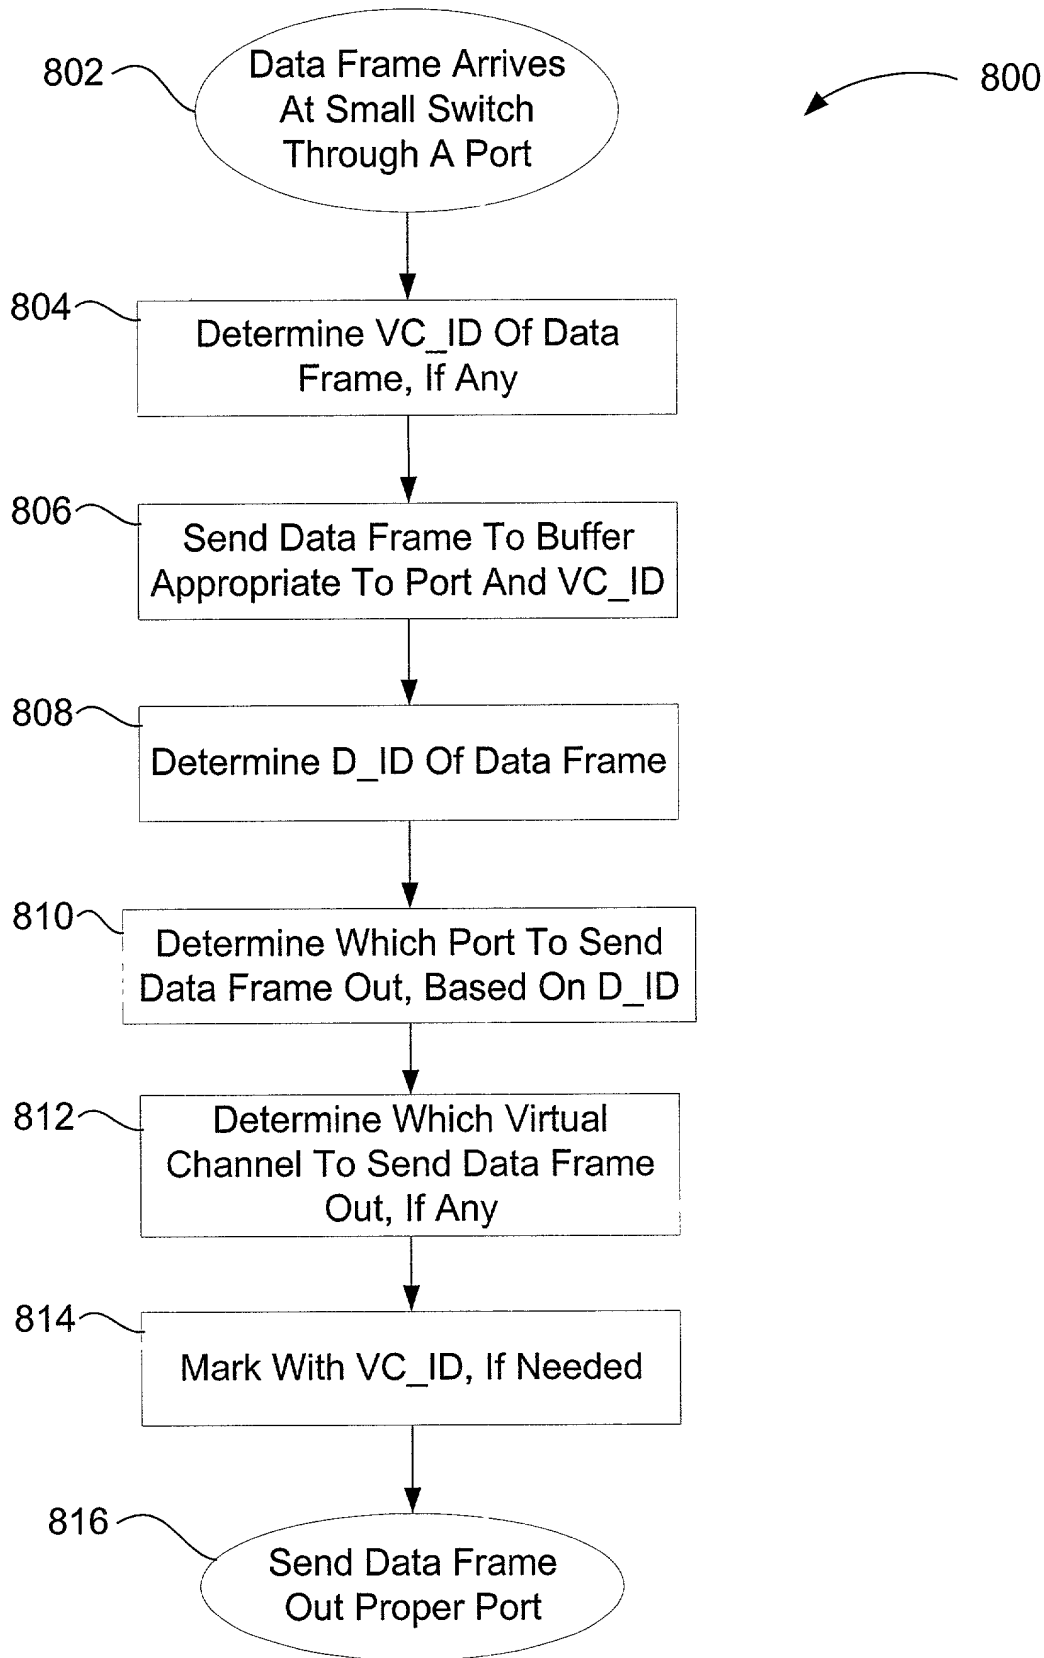 802
Data Frame Arrives
At Small Switch
Through A Port
800
804
Determine VC_ID Of Data
Frame, If Any
806
Send Data Frame To Buffer
Appropriate To Port And VC_ID
808
Determine D_ID Of Data Frame
810
Determine Which Port To Send
Data Frame Out, Based On D_ID
812
Determine Which Virtual
Channel To Send Data Frame
Out, If Any
814
Mark With VC_ID, If Needed
816
Send Data Frame
Out Proper Port